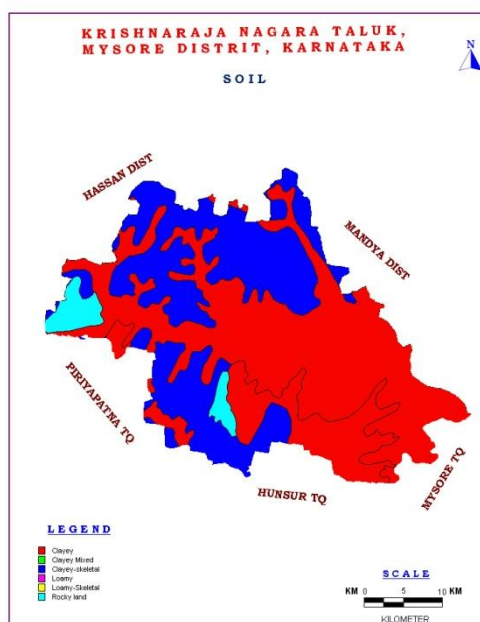 KRISHNARAJA NAGARA TALUK,
MYSORE DISTRIT, KARNATAKA
N
SOIL
HASSAN DIST
MANDYA DIST
PIRIYAPATNA TQ
HUNSUR TQ
MYSORE TQ
LEGEND
Clayey
Clayey Mixed
Clayey-skeletal
Loamy
Loamy-Skeletal
Rocky land
SCALE
KM 0 5 10 KM
KILOMETER